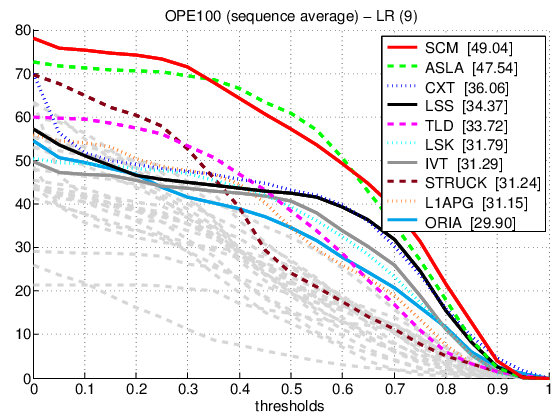 OPE100 (sequence average) – LR (9)
80
70
60
50
40
30
20
10
0
SCM [49.04]
ASLA [47.54]
CXT [36.06]
LSS [34.37]
TLD [33.72]
LSK [31.79]
IVT [31.29]
STRUCK [31.24]
L1APG [31.15]
ORIA [29.90]
0 0.1 0.2 0.3 0.4 0.5 0.6 0.7 0.8 0.9 1
thresholds